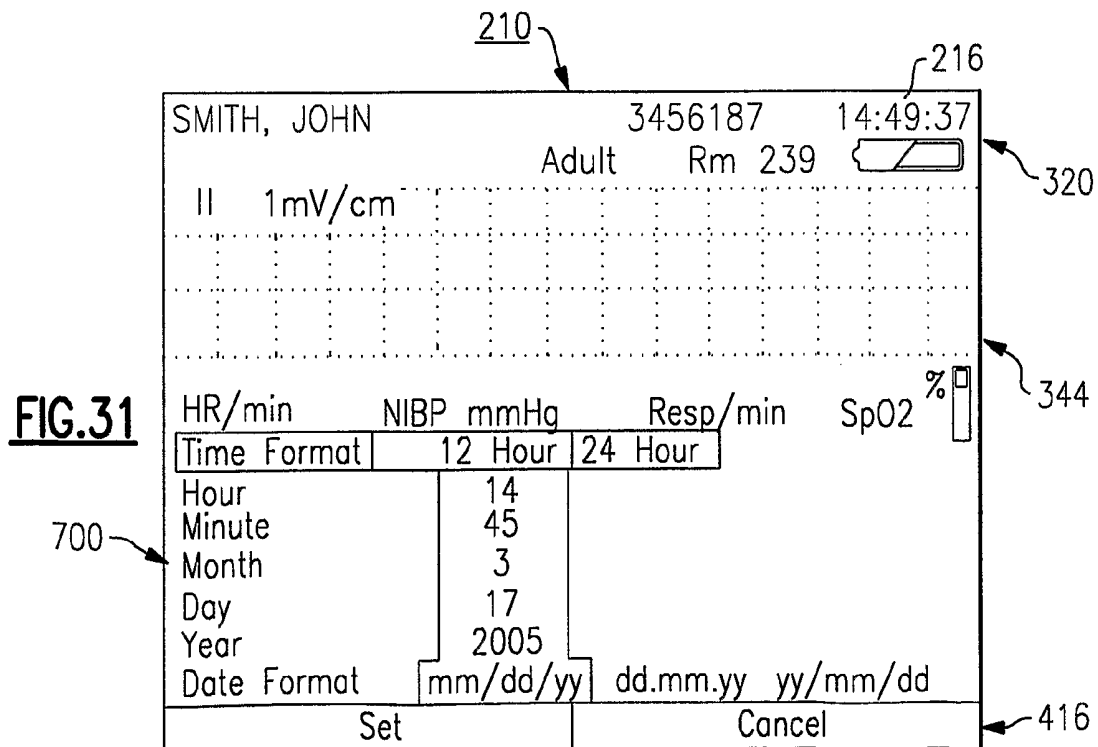 210
216
SMITH, JOHN 3456187 14:49:37
Adult Rm 239
320
II 1mV/cm
344
%
FIG.31
HR/min NIBP mmHg Resp/min SpO2
Time Format 12 Hour 24 Hour
Hour 14
Minute 45
700
Month 3
Day 17
Year 2005
Date Format mm/dd/yy dd.mm.yy yy/mm/dd
Set Cancel
416